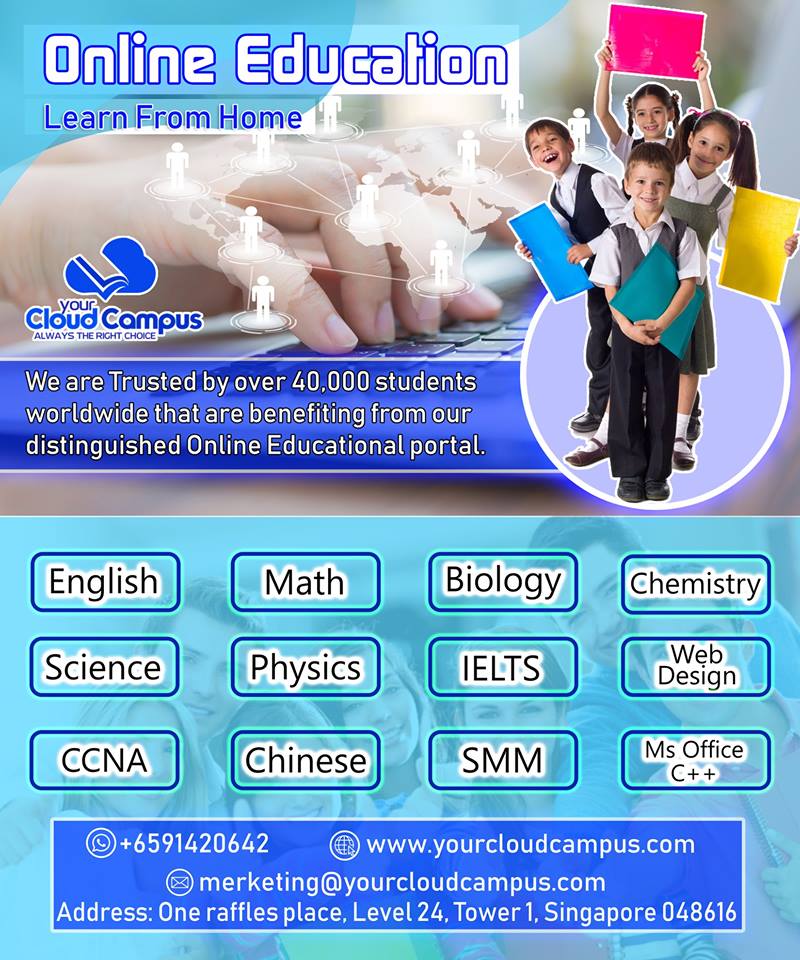 Online Education
Learn From Home
your
Cloud Campus
ALWAYS THE RIGHT CHOICE
We are Trusted by over 40,000 students
worldwide that are benefiting from our
distinguished Online Educational portal.
English
Math
Biology
Chemistry
Science
Physics
IELTS
Web
Design
CCNA
Chinese
SMM
Ms Office
C++
+6591420642
www.yourcloudcampus.com
merketing@yourcloudcampus.com
Address: One raffles place, Level 24, Tower 1, Singapore 048616